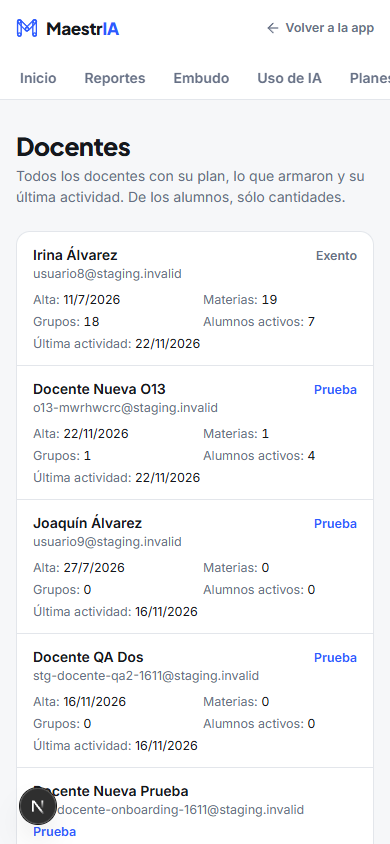 MaestrIA
← Volver a la app
Inicio Reportes Embudo Uso de IA Planes
Docentes
Todos los docentes con su plan, lo que armaron y su
última actividad. De los alumnos, sólo cantidades.
Irina Álvarez Exento
usuario8@staging.invalid
Alta: 11/7/2026 Materias: 19
Grupos: 18 Alumnos activos: 7
Última actividad: 22/11/2026
Docente Nueva O13 Prueba
o13-mwrhwcrc@staging.invalid
Alta: 22/11/2026 Materias: 1
Grupos: 1 Alumnos activos: 4
Última actividad: 22/11/2026
Joaquín Álvarez Prueba
usuario9@staging.invalid
Alta: 27/7/2026 Materias: 0
Grupos: 0 Alumnos activos: 0
Última actividad: 16/11/2026
Docente QA Dos Prueba
stg-docente-qa2-1611@staging.invalid
Alta: 16/11/2026 Materias: 0
Grupos: 0 Alumnos activos: 0
Última actividad: 16/11/2026
Docente Nueva Prueba
docente-onboarding-1611@staging.invalid
N
Prueba